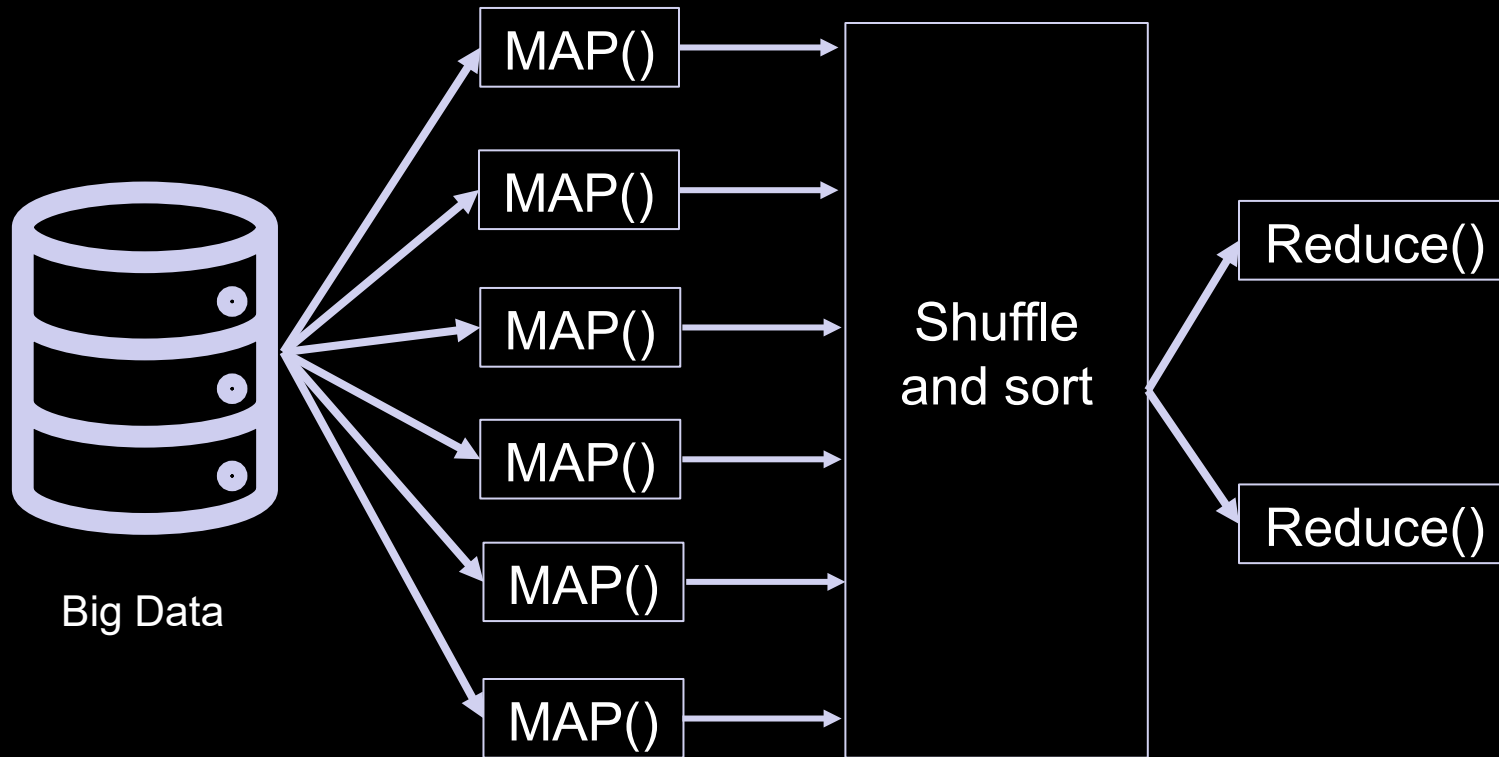 MAP()
MAP()
MAP()
MAP()
MAP()
MAP()
Big Data
Shuffle
and sort
Reduce()
Reduce()